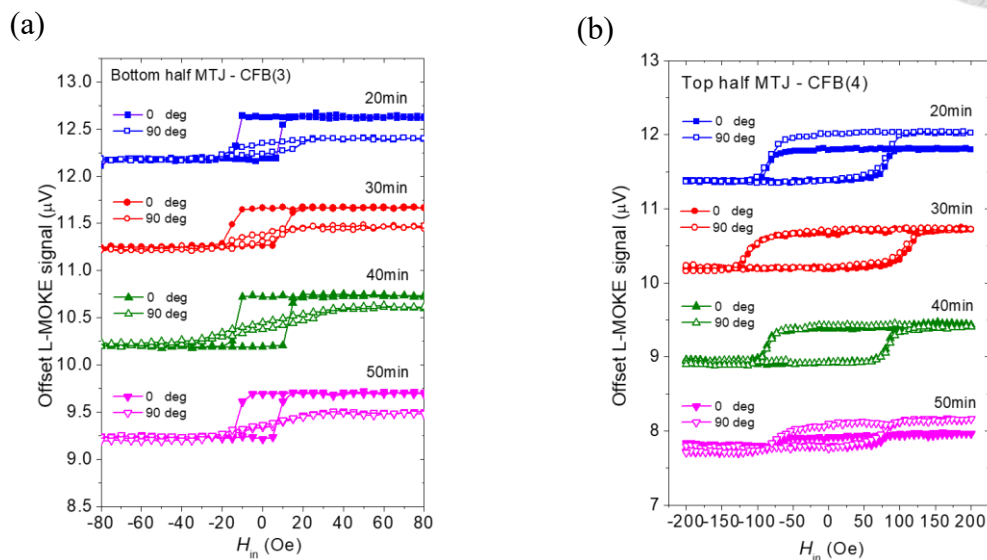 (a)
Bottom half MTJ - CFB(3)
20min
0 deg
90 deg
30min
0 deg
90 deg
40min
0 deg
90 deg
50min
0 deg
90 deg
13.0
12.5
12.0
11.5
11.0
10.5
10.0
9.5
9.0
8.5
Offset L-MOKE signal (μV)
-80 -60 -40 -20 0 20 40 60 80
H_in (Oe)
(b)
Top half MTJ - CFB(4)
20min
0 deg
90 deg
30min
0 deg
90 deg
40min
0 deg
90 deg
50min
0 deg
90 deg
13
12
11
10
9
8
7
Offset L-MOKE signal (μV)
-200-150-100-50 0 50 100 150 200
H_in (Oe)